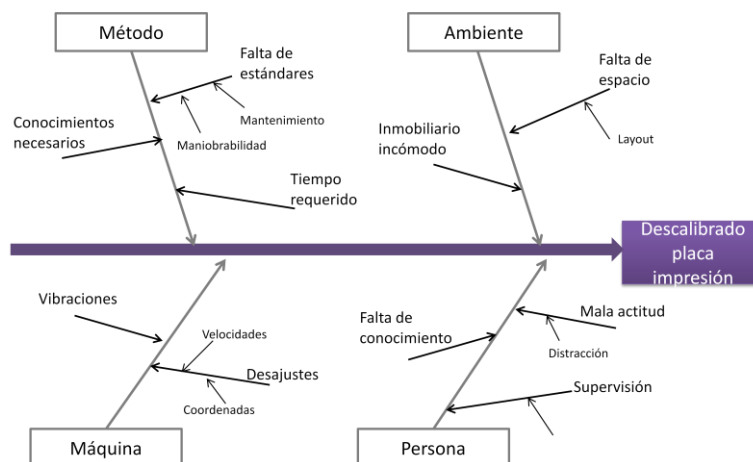 Método
Ambiente
Falta de
estándares
Mantenimiento
Maniobrabilidad
Conocimientos
necesarios
Tiempo
requerido
Falta de
espacio
Layout
Inmobiliario
incómodo
Descalibrado
placa
impresión
Vibraciones
Velocidades
Desajustes
Coordenadas
Máquina
Falta de
conocimiento
Mala actitud
Distracción
Supervisión
Persona